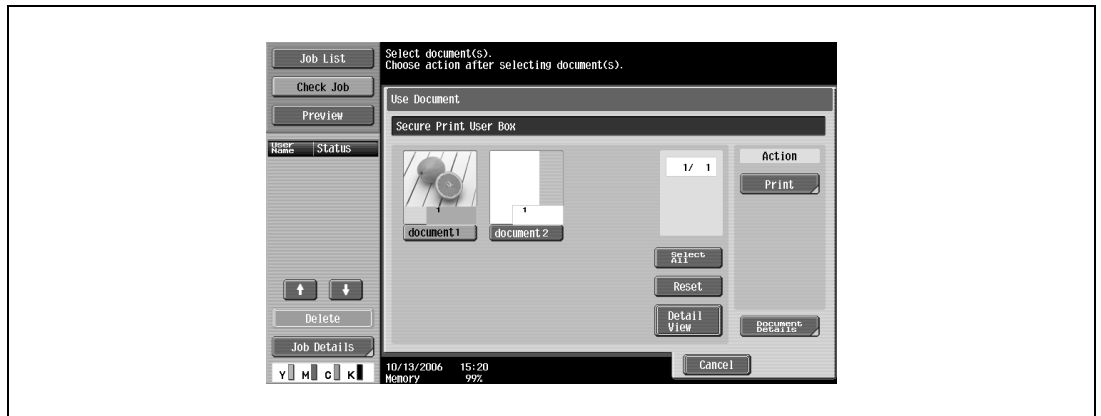 Job List
Check Job
Preview
User Name Status
Delete
Job Details
Y M C K
Select document(s).
Choose action after selecting document(s).
Use Document
Secure Print User Box
1
document1
1
document2
1/ 1
Select All
Reset
Detail View
Action
Print
Document Details
10/13/2006 15:20
Memory 99%
Cancel